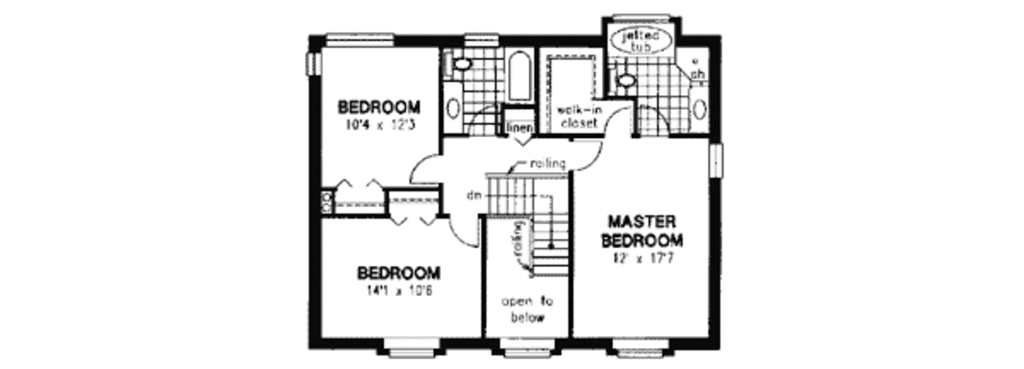 jetted
tub
sh
BEDROOM
10'4 x 12'3
walk-in
closet
linen
railing
dn
railing
MASTER
BEDROOM
12' x 17'7
BEDROOM
14'1 x 10'6
open to
below